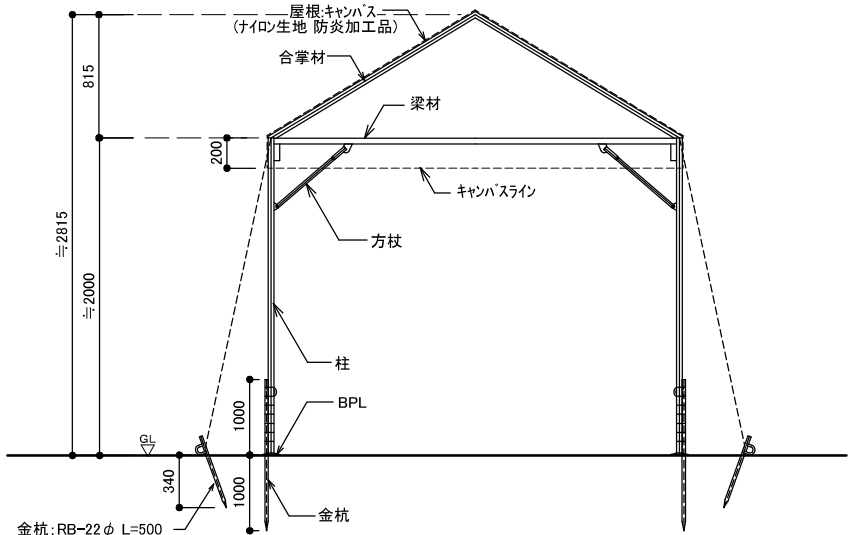 屋根:キャンバス
(ナイロン生地 防炎加工品)
合掌材
梁材
815
200
キャンバスライン
方杖
≒2815
≒2000
柱
1000
BPL
GL
340
1000
金杭
金杭:RB-22φ L=500